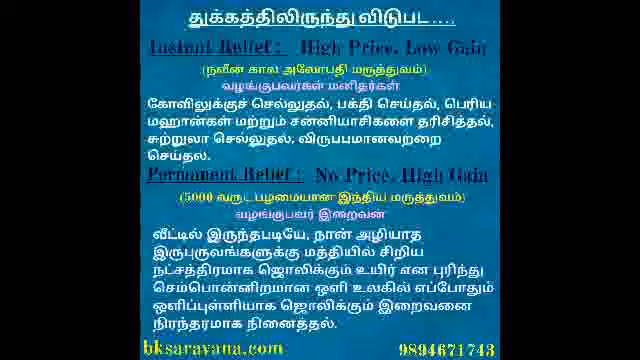 துக்கத்திலிருந்து விடுபட ....
Instant Relief : High Price, Low Gain
(நவீன கால அலோபதி மருத்துவம்)
வழங்குபவர்கள் மனிதர்கள்
கோவிலுக்குச் செல்லுதல், பக்தி செய்தல், பெரிய
மஹான்கள் மற்றும் சன்னியாசிகளை தரிசித்தல்,
சுற்றுலா செல்லுதல், விருப்பமானவற்றை
செய்தல்.
Permanent Relief : No Price, High Gain
(5000 வருடபழமையான இந்திய மருத்துவம்)
வழங்குபவர் இறைவன்
வீட்டில் இருந்தபடியே, நான் அழியாத
இருபுருவங்களுக்கு மத்தியில் சிறிய
நட்சத்திரமாக ஜொலிக்கும் உயிர் என புரிந்து
செம்பொன்னிறமான ஒளி உலகில் எப்போதும்
ஒளிப்புள்ளியாக ஜொலிக்கும் இறைவனை
நிரந்தரமாக நினைத்தல்.
bksaravana.com 9894671743